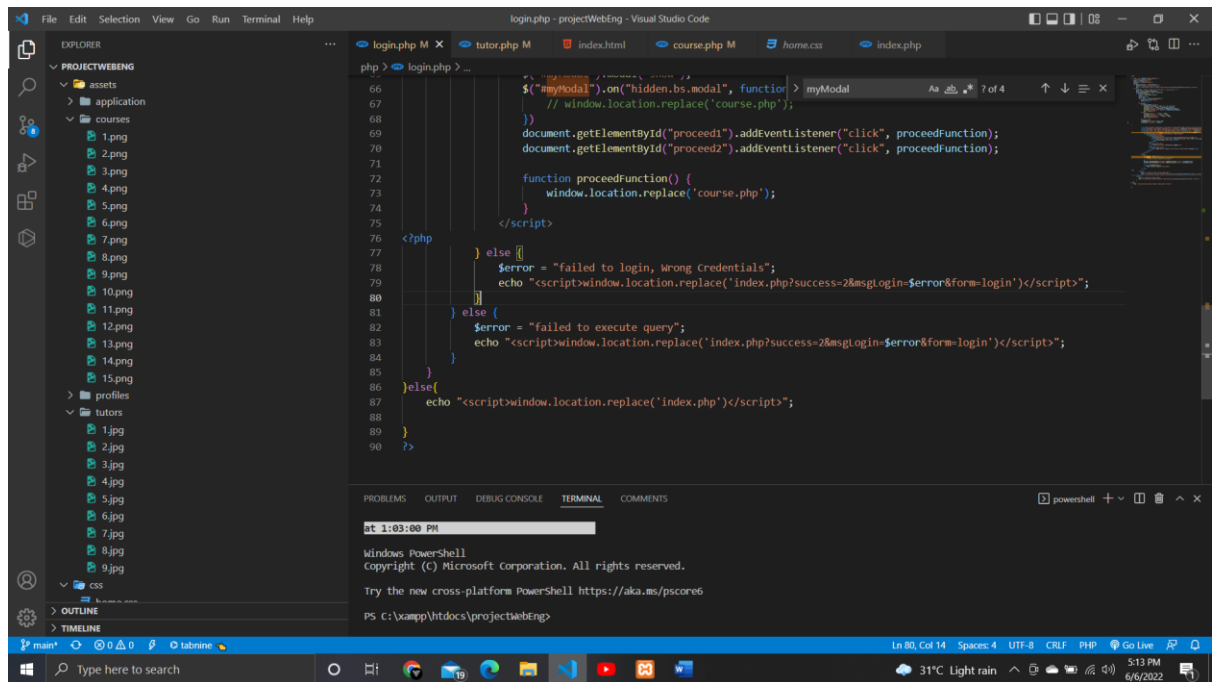 File Edit Selection View Go Run Terminal Help
login.php - projectWebEng - Visual Studio Code
EXPLORER
PROJECTWEBENG
assets
application
courses
1.png
2.png
3.png
4.png
5.png
6.png
7.png
8.png
9.png
10.png
11.png
12.png
13.png
14.png
15.png
profiles
tutors
1.jpg
2.jpg
3.jpg
4.jpg
5.jpg
6.jpg
7.jpg
8.jpg
9.jpg
css
OUTLINE
TIMELINE
login.php M tutor.php M index.html course.php M home.css index.php
php > login.php > ...
myModal Aa ab, .* ? of 4
66 $("#myModal").on("hidden.bs.modal", function
67 // window.location.replace('course.php');
68 })
69 document.getElementById("proceed1").addEventListener("click", proceedFunction);
70 document.getElementById("proceed2").addEventListener("click", proceedFunction);
71
72 function proceedFunction() {
73 window.location.replace('course.php');
74 }
75 </script>
76 <?php
77 } else {
78 $error = "failed to login, Wrong Credentials";
79 echo "<script>window.location.replace('index.php?success=2&msgLogin=$error&form=login')</script>";
80 }
81 } else {
82 $error = "failed to execute query";
83 echo "<script>window.location.replace('index.php?success=2&msgLogin=$error&form=login')</script>";
84 }
85 }
86 }else{
87 echo "<script>window.location.replace('index.php')</script>";
88
89 }
90 ?>
PROBLEMS OUTPUT DEBUG CONSOLE TERMINAL COMMENTS
powershell
at 1:03:00 PM
Windows PowerShell
Copyright (C) Microsoft Corporation. All rights reserved.
Try the new cross-platform PowerShell https://aka.ms/pscore6
PS C:\xampp\htdocs\projectWebEng>
main* 0 0 tabnine
Ln 80, Col 14 Spaces: 4 UTF-8 CRLF PHP Go Live
Type here to search
19
31°C Light rain
5:13 PM
6/6/2022